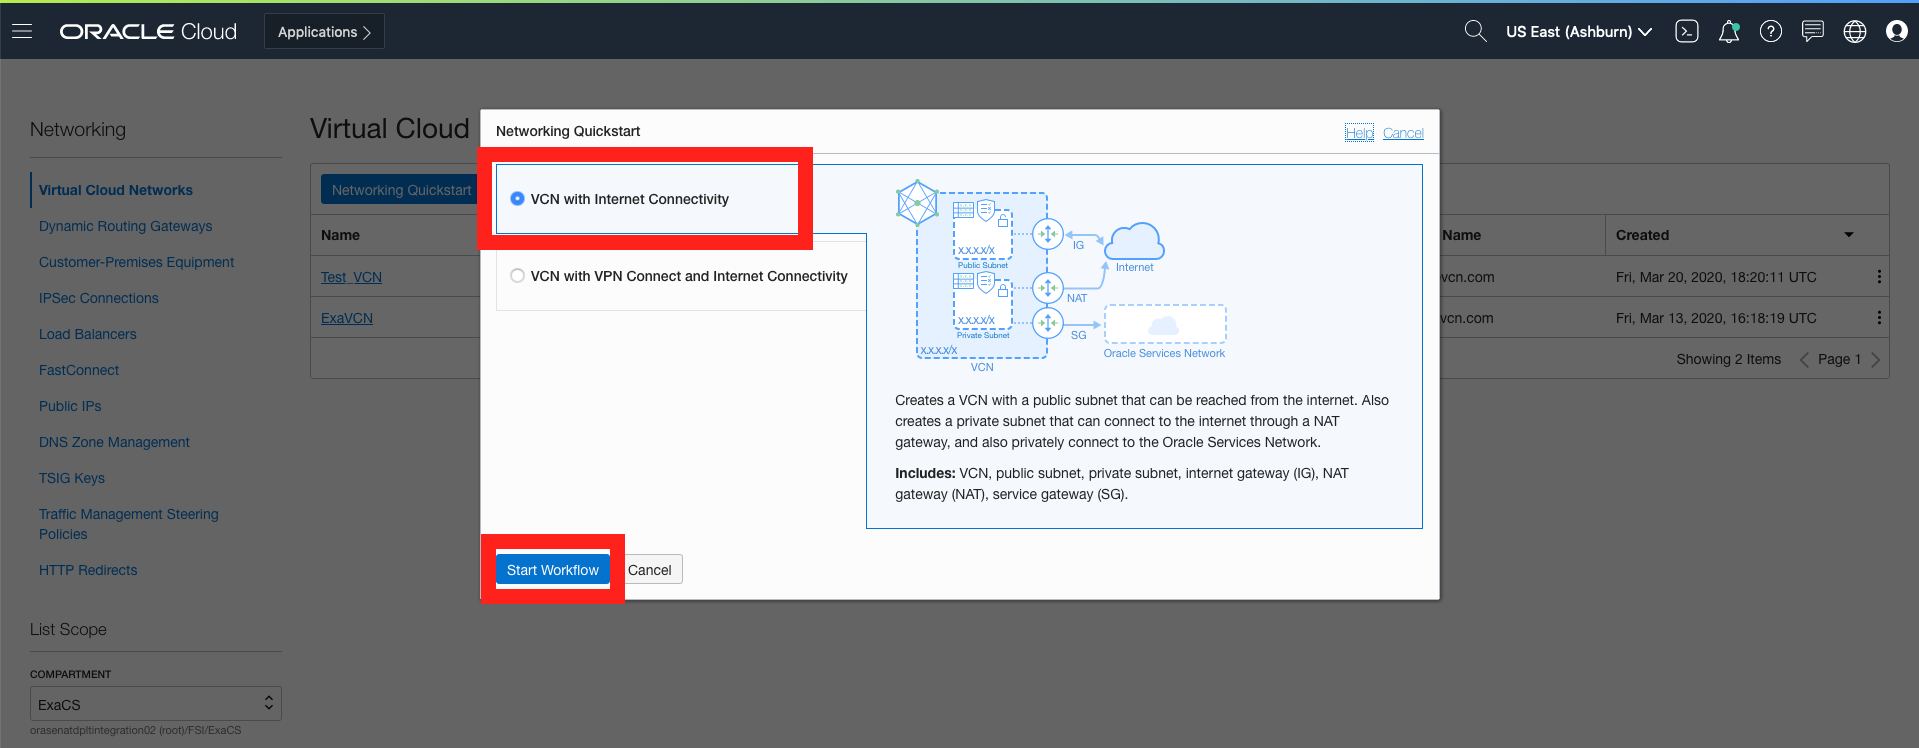 ORACLE Cloud
Applications
US East (Ashburn)
Networking
Virtual Cloud Networks
Dynamic Routing Gateways
Customer-Premises Equipment
IPSec Connections
Load Balancers
FastConnect
Public IPs
DNS Zone Management
TSIG Keys
Traffic Management Steering
Policies
HTTP Redirects
List Scope
COMPARTMENT
ExaCS
orasenatdpltintegration02 (root)/FSI/ExaCS
Virtual Cloud
Networking Quickstart
Name
Test_VCN
ExaVCN
Networking Quickstart
Help Cancel
VCN with Internet Connectivity
VCN with VPN Connect and Internet Connectivity
X.X.X.X/X
Public Subnet
X.X.X.X/X
Private Subnet
X.X.X.X/X
VCN
IG
NAT
SG
Internet
Oracle Services Network
Creates a VCN with a public subnet that can be reached from the internet. Also
creates a private subnet that can connect to the internet through a NAT
gateway, and also privately connect to the Oracle Services Network.
Includes: VCN, public subnet, private subnet, internet gateway (IG), NAT
gateway (NAT), service gateway (SG).
Start Workflow
Cancel
Name Created
vcn.com Fri, Mar 20, 2020, 18:20:11 UTC
vcn.com Fri, Mar 13, 2020, 16:18:19 UTC
Showing 2 Items Page 1